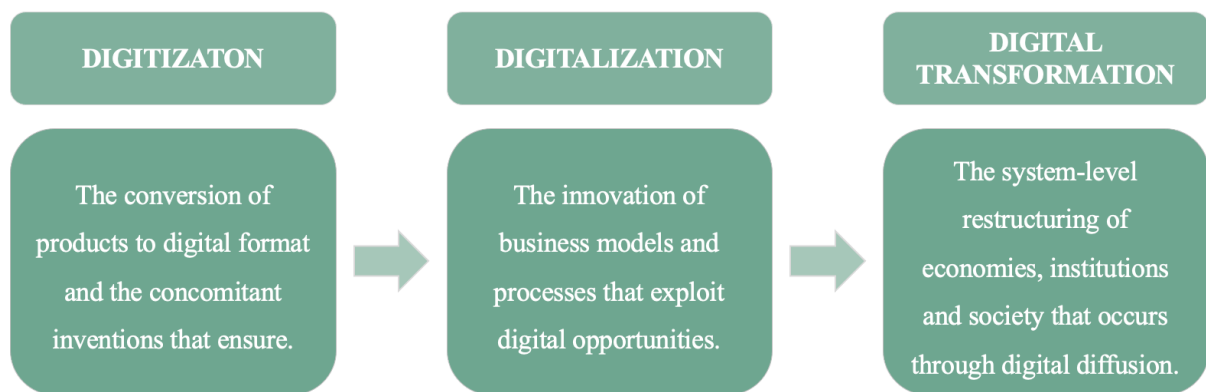 DIGITIZATON
The conversion of
products to digital format
and the concomitant
inventions that ensure.
DIGITALIZATION
The innovation of
business models and
processes that exploit
digital opportunities.
DIGITAL
TRANSFORMATION
The system-level
restructuring of
economies, institutions
and society that occurs
through digital diffusion.